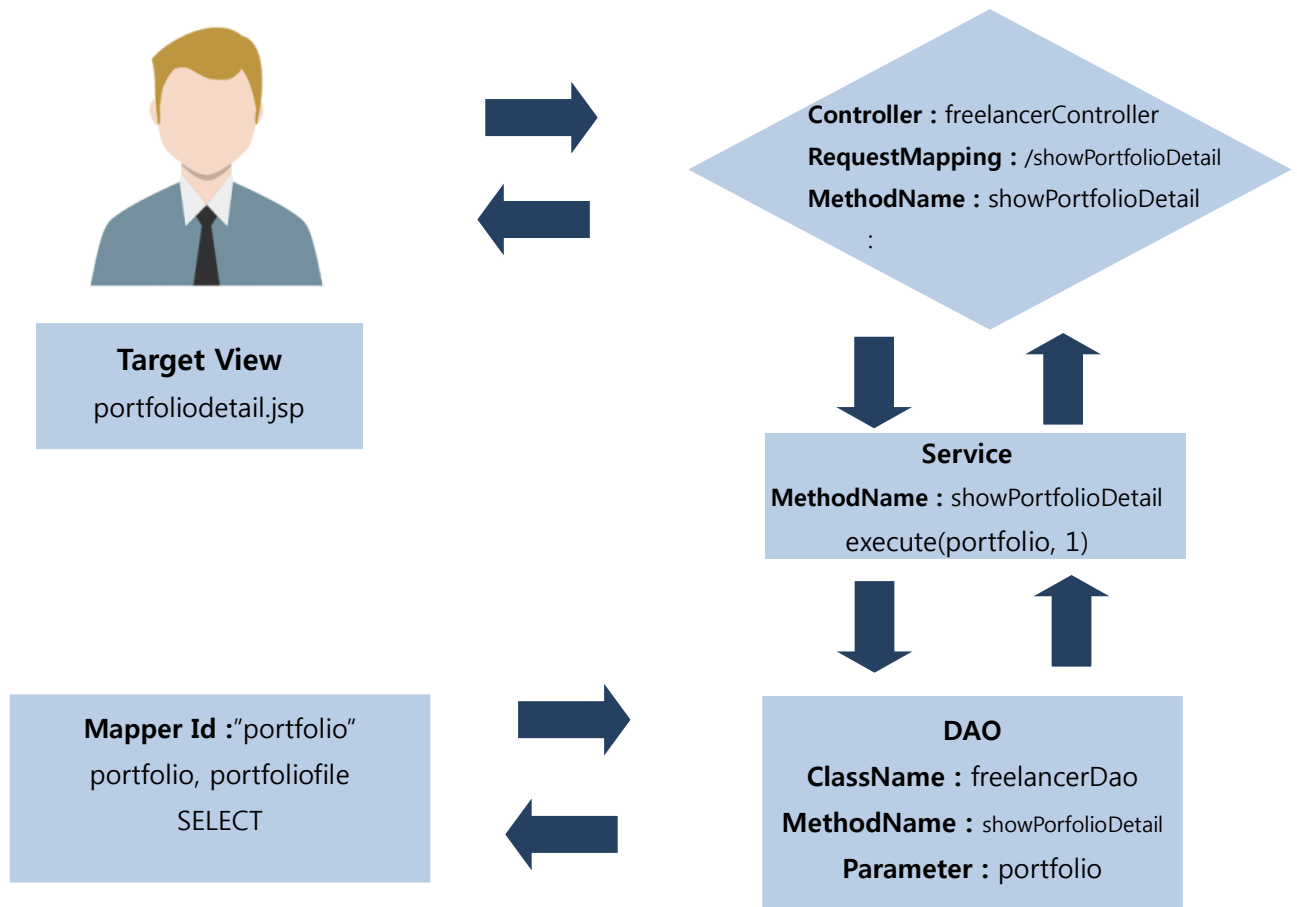 Controller : freelancerController
RequestMapping : /showPortfolioDetail
MethodName : showPortfolioDetail
:
Target View
portfoliodetail.jsp
Service
MethodName : showPortfolioDetail
execute(portfolio, 1)
Mapper Id :“portfolio“
portfolio, portfoliofile
SELECT
DAO
ClassName : freelancerDao
MethodName : showPorfolioDetail
Parameter : portfolio